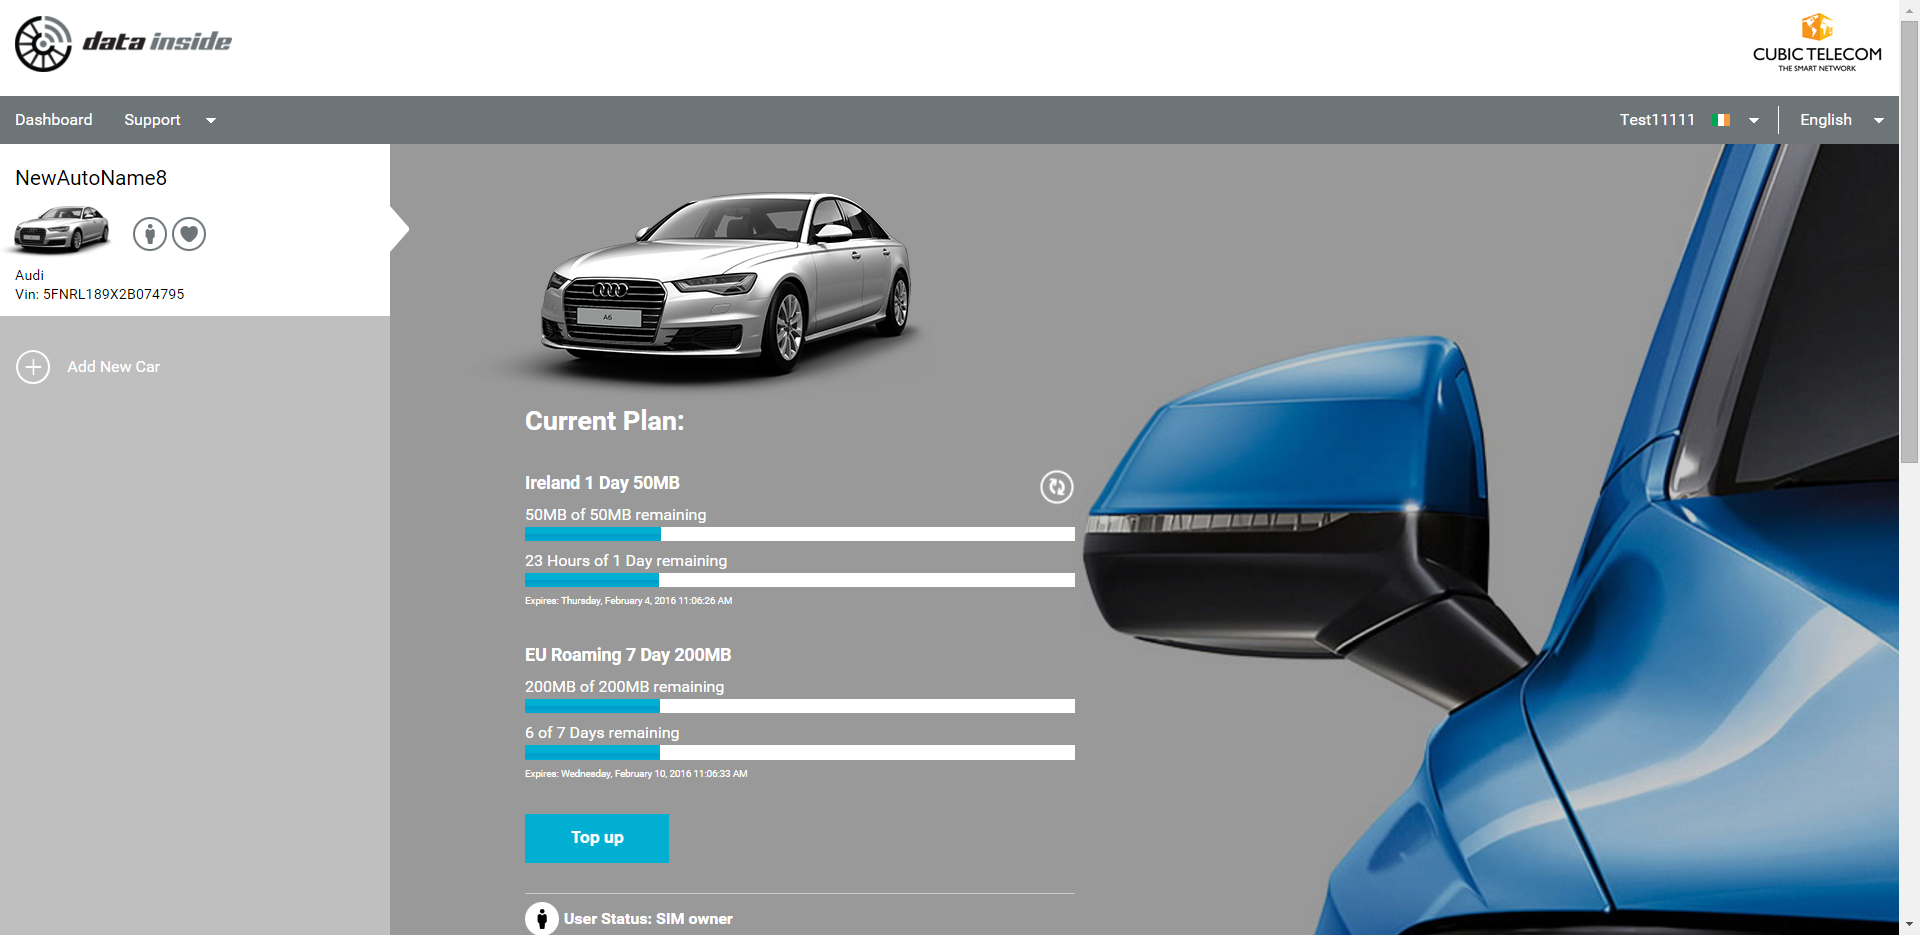 data inside
CUBIC TELECOM
THE SMART NETWORK
Dashboard
Support
Test11111
English
NewAutoName8
Audi
Vin: 5FNRL189X2B074795
Add New Car
A6
Current Plan:
Ireland 1 Day 50MB
50MB of 50MB remaining
23 Hours of 1 Day remaining
Expires: Thursday, February 4, 2016 11:06:26 AM
EU Roaming 7 Day 200MB
200MB of 200MB remaining
6 of 7 Days remaining
Expires: Wednesday, February 10, 2016 11:06:33 AM
Top up
User Status: SIM owner